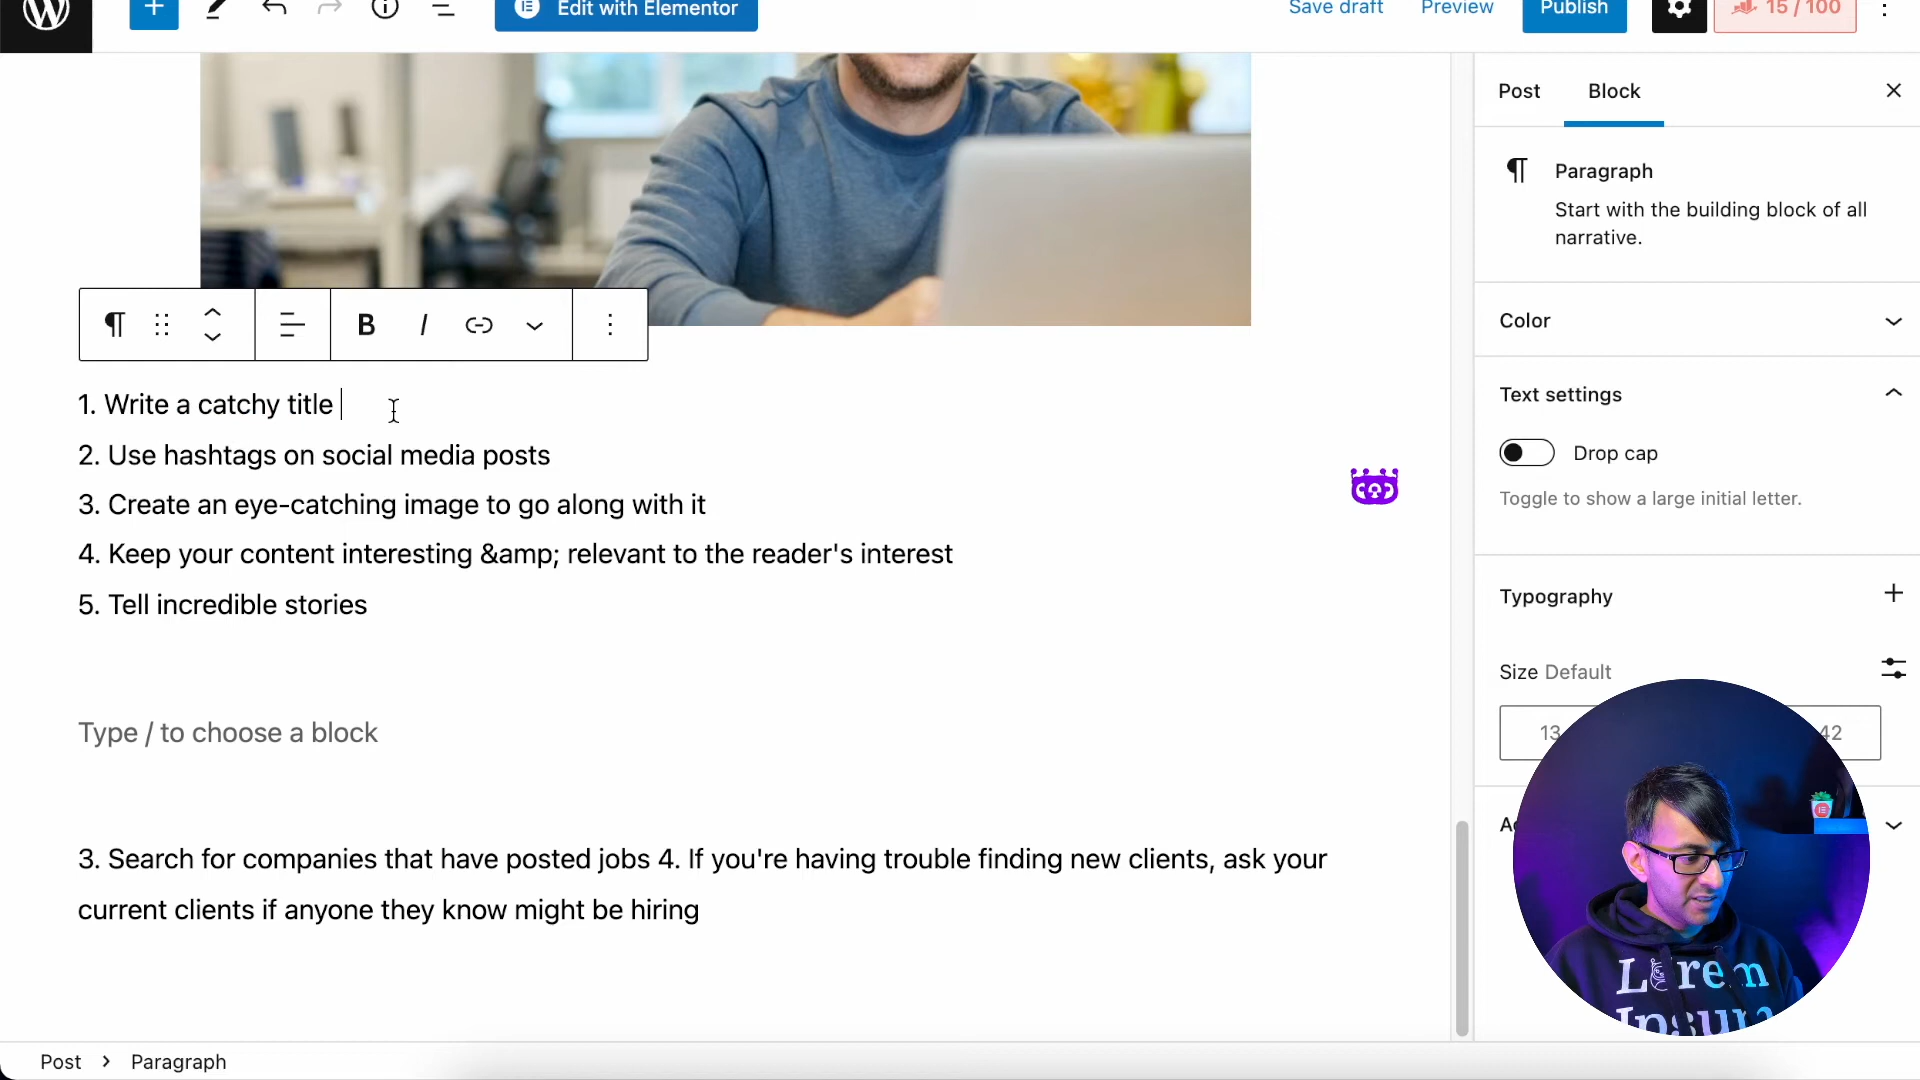 Edit with Elementor
Save draft
Preview
Publish
15 / 100
Post
Block
Paragraph
Start with the building block of all
narrative.
Color
Text settings
Drop cap
Toggle to show a large initial letter.
Typography
Size Default
13
42
B I
1. Write a catchy title
2. Use hashtags on social media posts
3. Create an eye-catching image to go along with it
4. Keep your content interesting &amp; relevant to the reader's interest
5. Tell incredible stories
Type / to choose a block
3. Search for companies that have posted jobs 4. If you're having trouble finding new clients, ask your
current clients if anyone they know might be hiring
Lorem
Ipsum
Post > Paragraph